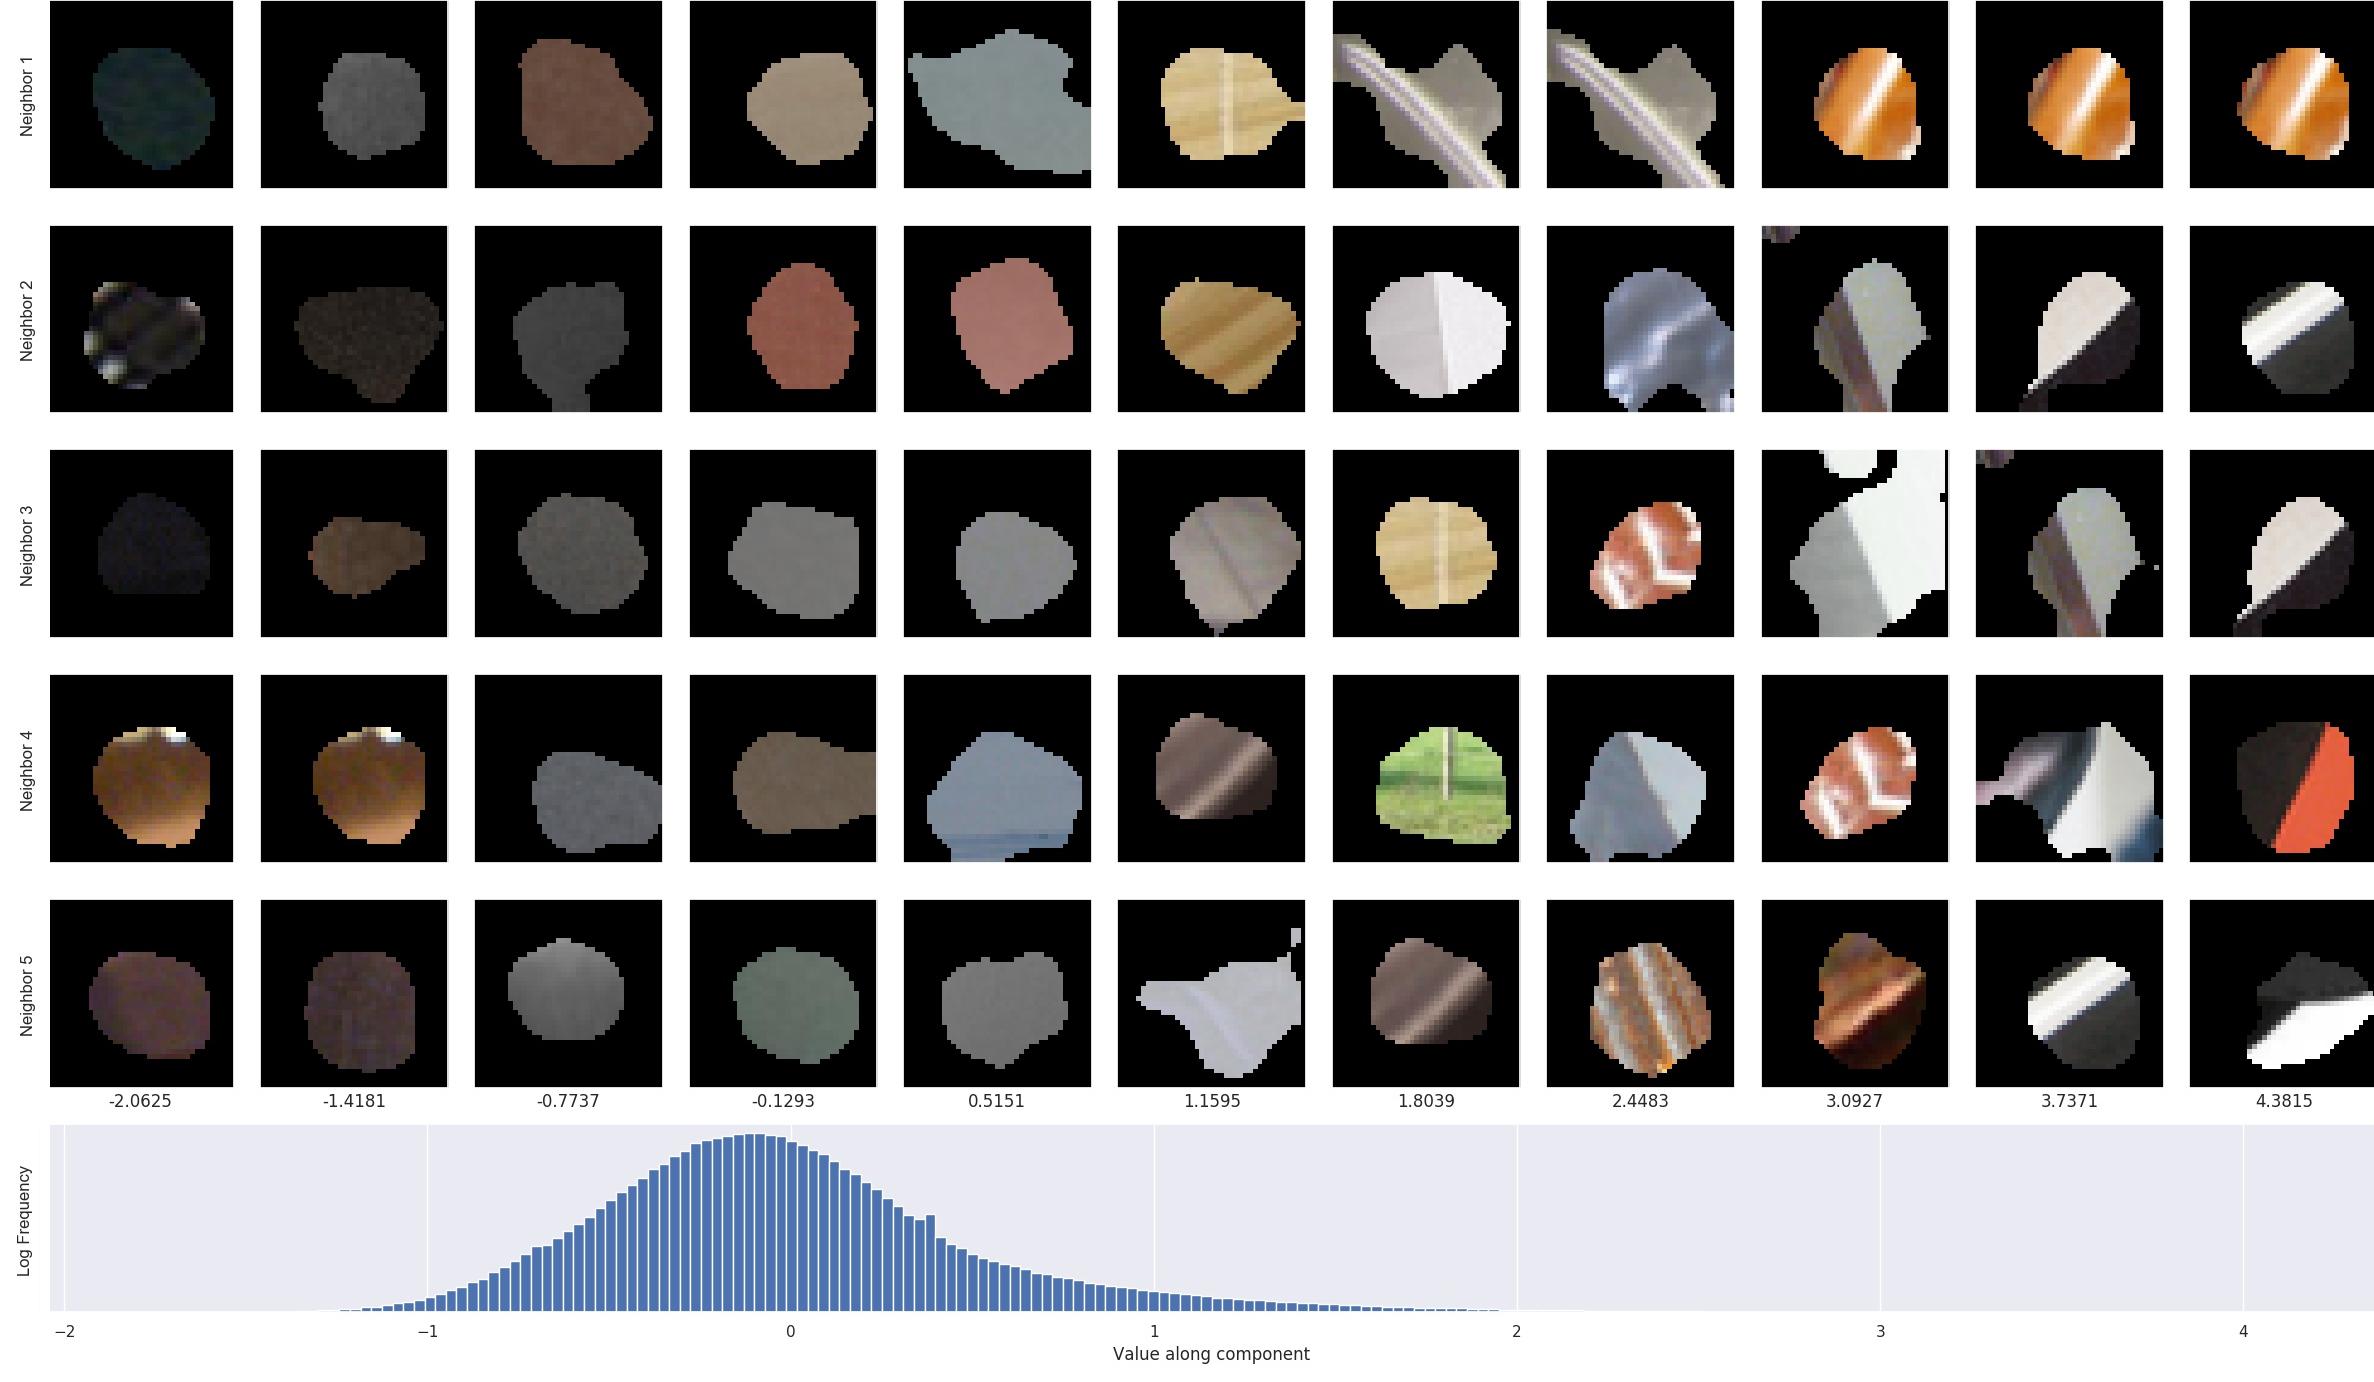 Neighbor 1
Neighbor 2
Neighbor 3
Neighbor 4
Neighbor 5
-2.0625 -1.4181 -0.7737 -0.1293 0.5151 1.1595 1.8039 2.4483 3.0927 3.7371 4.3815
Log Frequency
−2 −1 0 1 2 3 4
Value along component